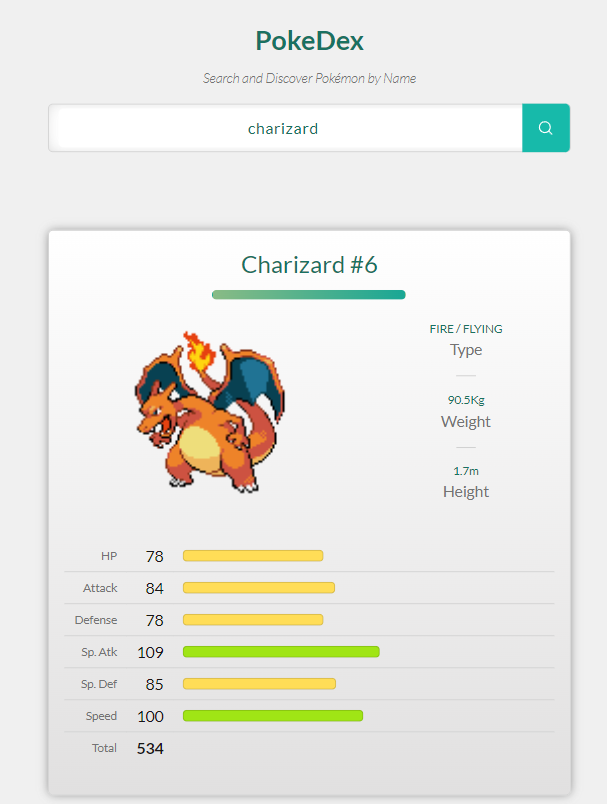 PokeDex
Search and Discover Pokémon by Name
charizard
Charizard #6
FIRE / FLYING
Type
90.5Kg
Weight
1.7m
Height
HP 78
Attack 84
Defense 78
Sp. Atk 109
Sp. Def 85
Speed 100
Total 534